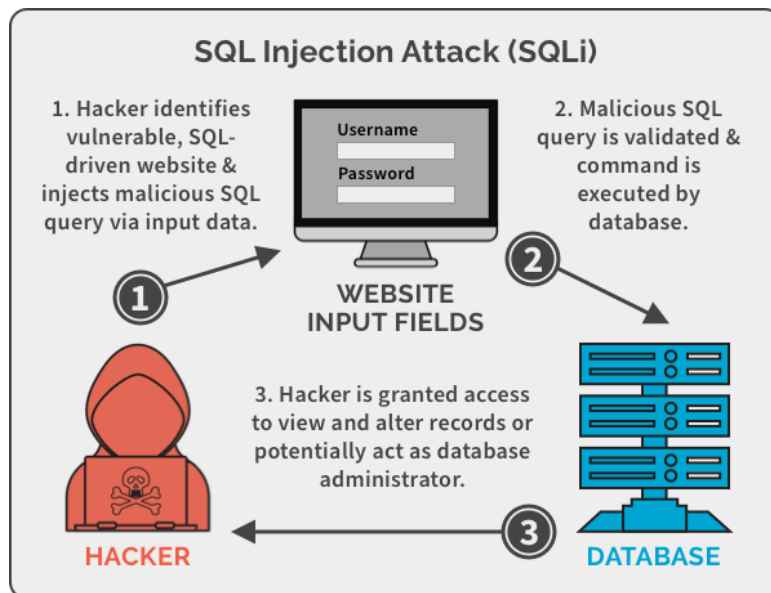 SQL Injection Attack (SQLi)
1. Hacker identifies
vulnerable, SQL-
driven website &
injects malicious SQL
query via input data.
Username
Password
2. Malicious SQL
query is validated &
command is
executed by
database.
1
2
WEBSITE
INPUT FIELDS
3. Hacker is granted access
to view and alter records or
potentially act as database
administrator.
3
HACKER
DATABASE